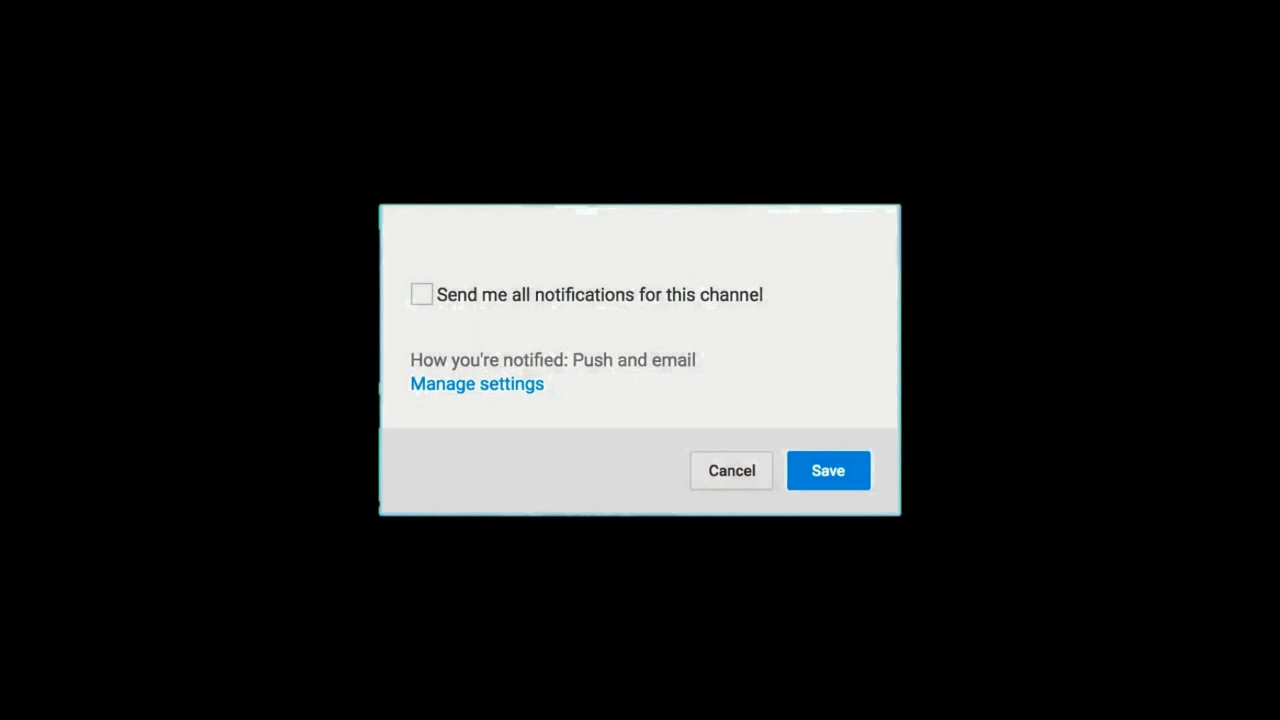 Send me all notifications for this channel
How you're notified: Push and email
Manage settings
Cancel
Save